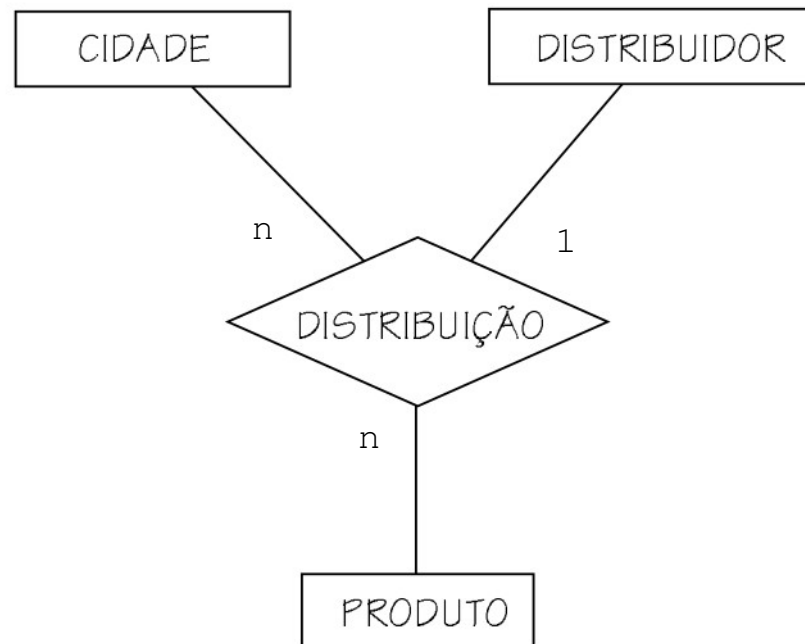 CIDADE
DISTRIBUIDOR
n
1
DISTRIBUIÇÃO
n
PRODUTO